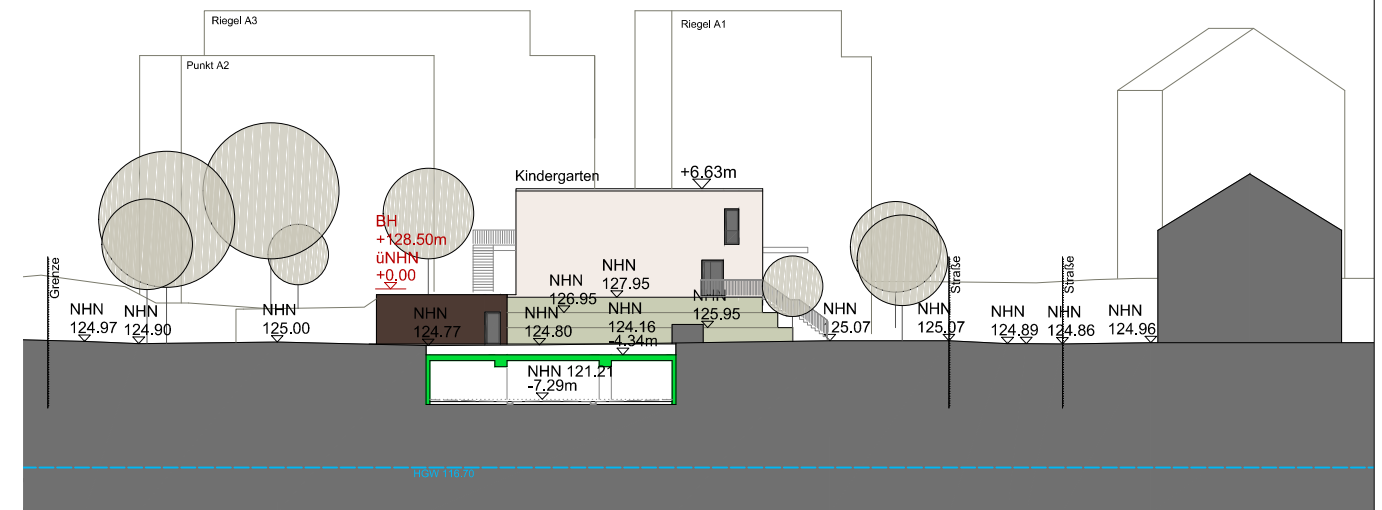 Riegel A3
Riegel A1
Punkt A2
Kindergarten
+6.63m
BH
+128.50m
üNHN
+0.00
Grenze
NHN
124.97
NHN
124.90
NHN
125.00
NHN
124.77
NHN
126.95
NHN
127.95
NHN
124.80
NHN
124.16
-4.34m
NHN
125.95
NHN
125.07
NHN
125.07
Straße
NHN
124.89
NHN
124.86
Straße
NHN
124.96
NHN 121.21
-7.29m
HGW 116.70